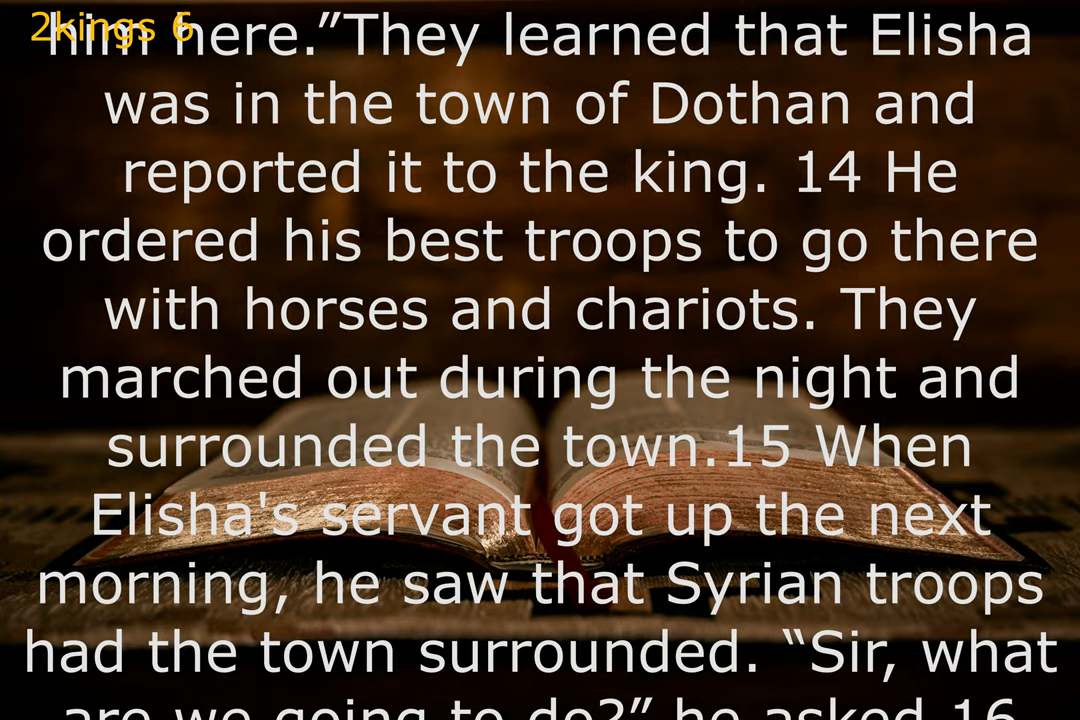 2kings 6
him here.”They learned that Elisha
was in the town of Dothan and
reported it to the king. 14 He
ordered his best troops to go there
with horses and chariots. They
marched out during the night and
surrounded the town.15 When
Elisha's servant got up the next
morning, he saw that Syrian troops
had the town surrounded. “Sir, what
are we going to do?” he asked 16